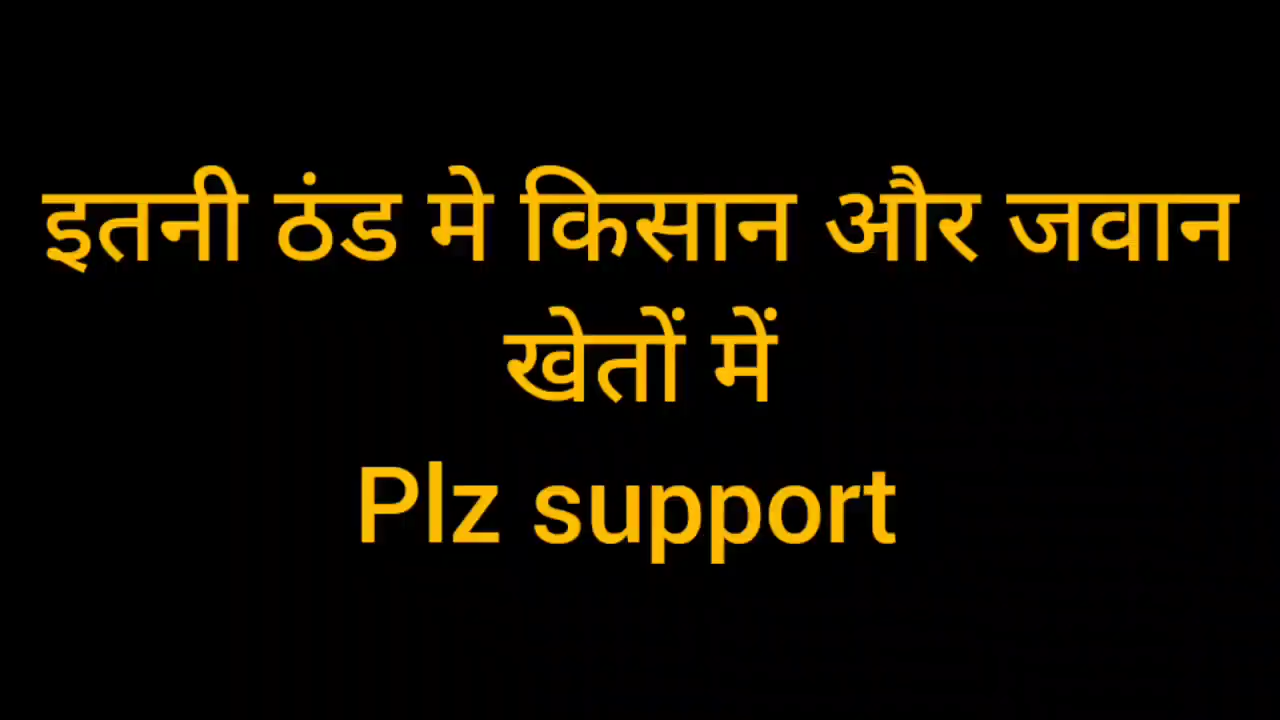 इतनी ठंड मे किसान और जवान
खेतों में
Plz support